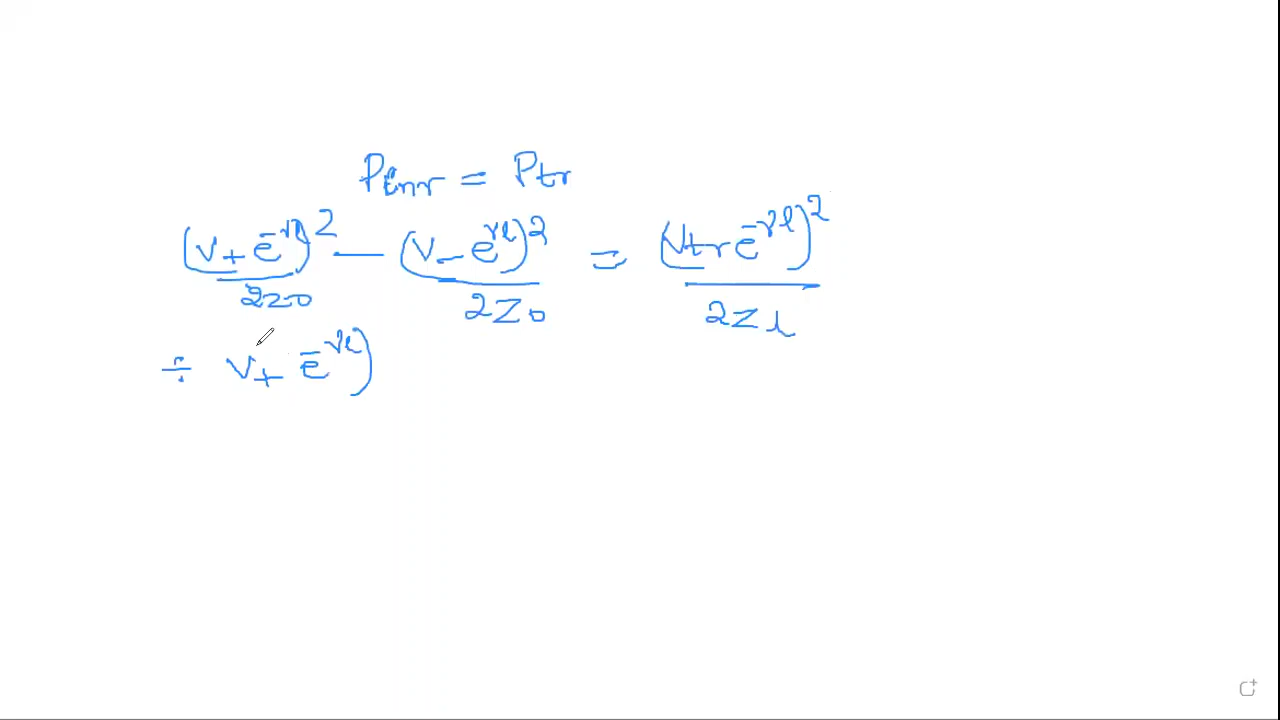 Pinr = Ptr
(V+ e^-γl)^2 / 2Z0 — (V- e^γl)^2 / 2Z0 = (Vtr e^-γl)^2 / 2Zl
÷ V+ e^-γl)